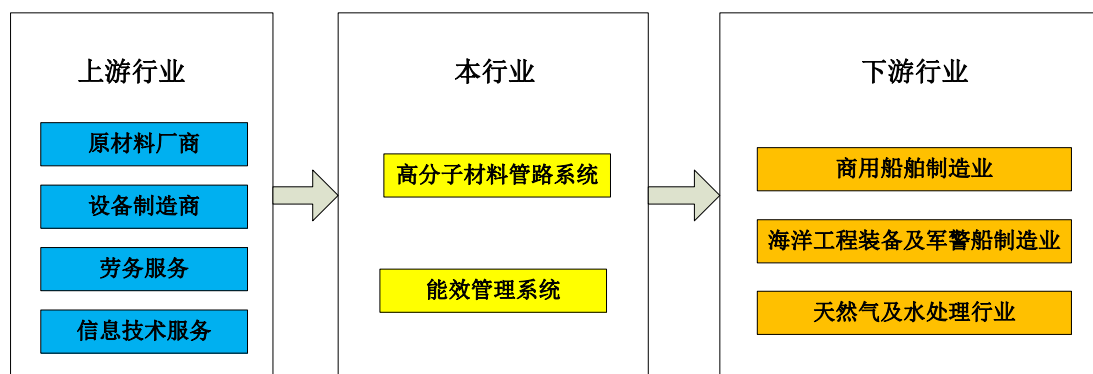 上游行业
原材料厂商
设备制造商
劳务服务
信息技术服务
本行业
高分子材料管路系统
能效管理系统
下游行业
商用船舶制造业
海洋工程装备及军警船制造业
天然气及水处理行业